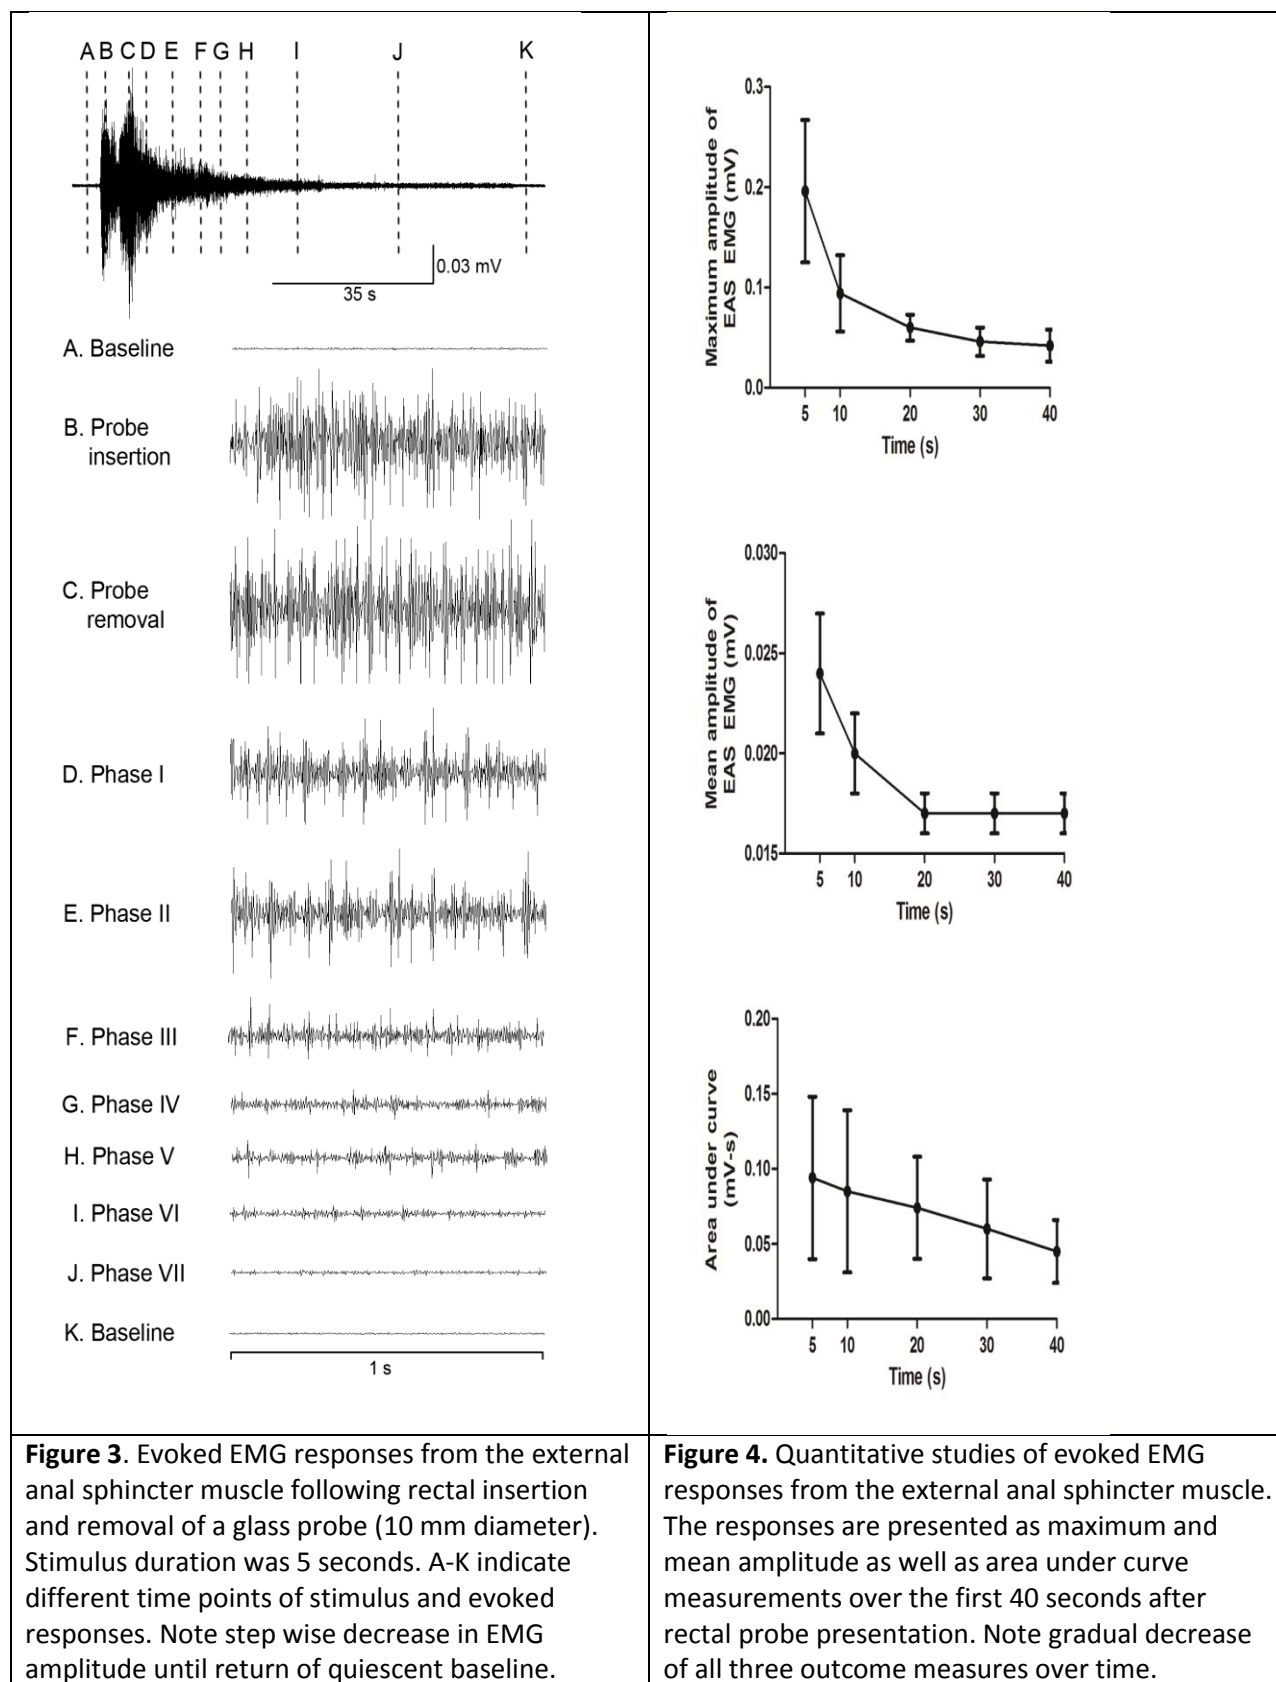 A B C D E F G H I J K
0.03 mV
35 s
A. Baseline
B. Probe
insertion
C. Probe
removal
D. Phase I
E. Phase II
F. Phase III
G. Phase IV
H. Phase V
I. Phase VI
J. Phase VII
K. Baseline
1 s
Figure 3. Evoked EMG responses from the external
anal sphincter muscle following rectal insertion
and removal of a glass probe (10 mm diameter).
Stimulus duration was 5 seconds. A-K indicate
different time points of stimulus and evoked
responses. Note step wise decrease in EMG
amplitude until return of quiescent baseline.
Maximum amplitude of
EAS EMG (mV)
0.3
0.2
0.1
0.0
5 10 20 30 40
Time (s)
Mean amplitude of
EAS EMG (mV)
0.030
0.025
0.020
0.015
5 10 20 30 40
Time (s)
Area under curve
(mV-s)
0.20
0.15
0.10
0.05
0.00
5 10 20 30 40
Time (s)
Figure 4. Quantitative studies of evoked EMG
responses from the external anal sphincter muscle.
The responses are presented as maximum and
mean amplitude as well as area under curve
measurements over the first 40 seconds after
rectal probe presentation. Note gradual decrease
of all three outcome measures over time.